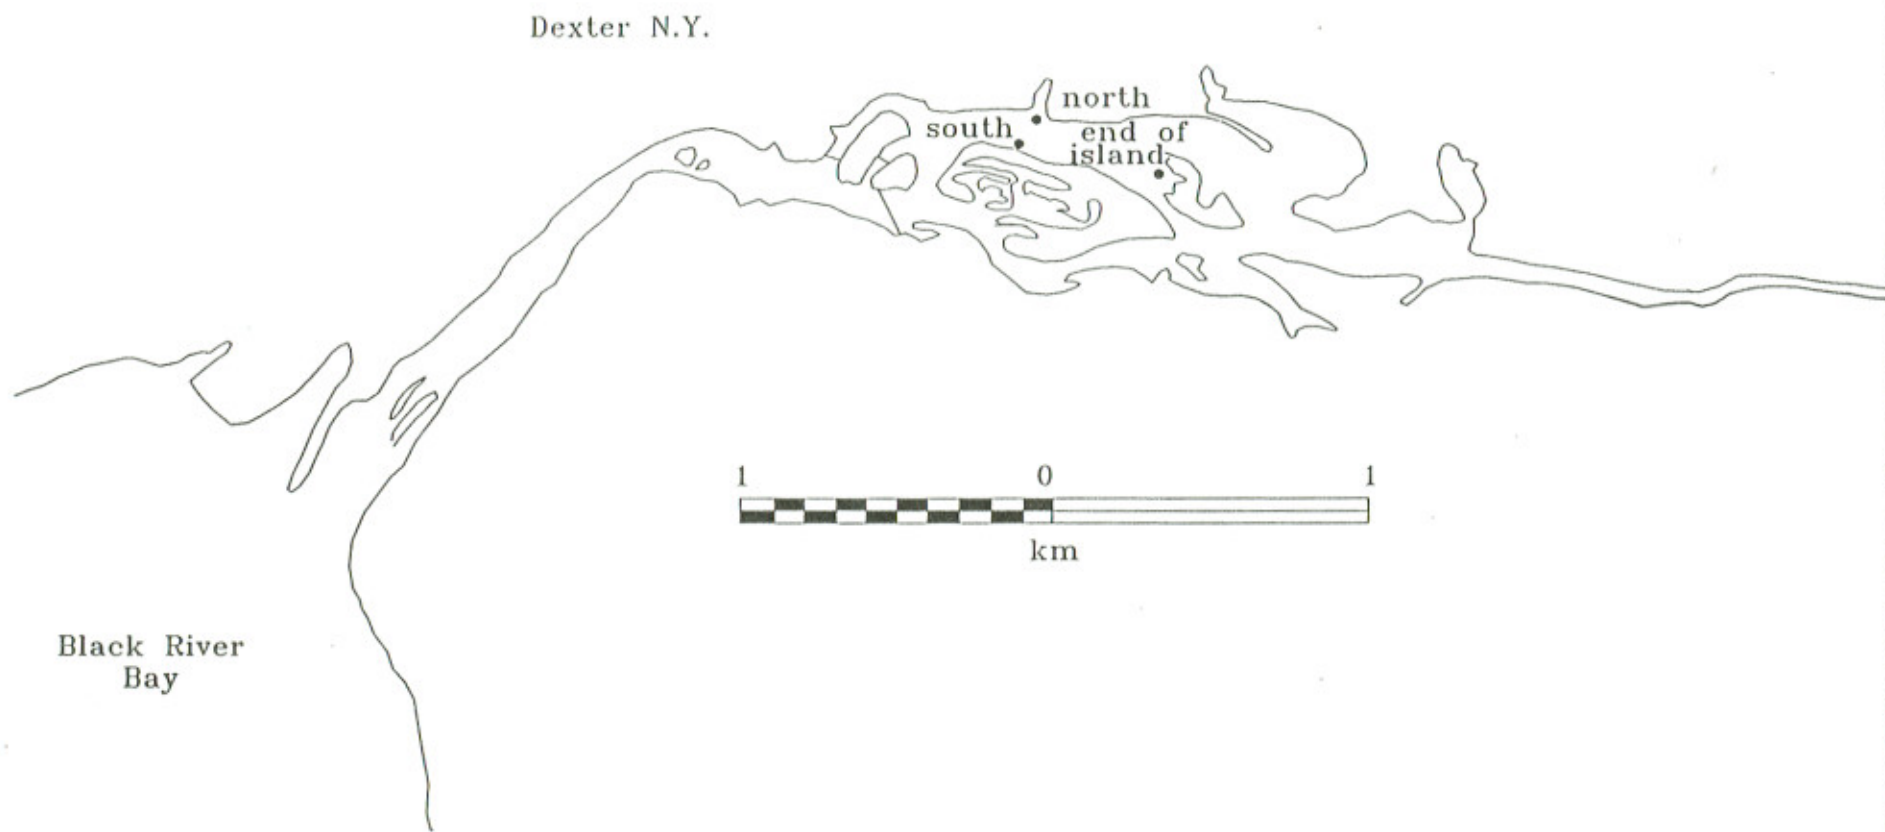 Dexter N.Y.
north
south
end of
island
1 0 1
km
Black River
Bay